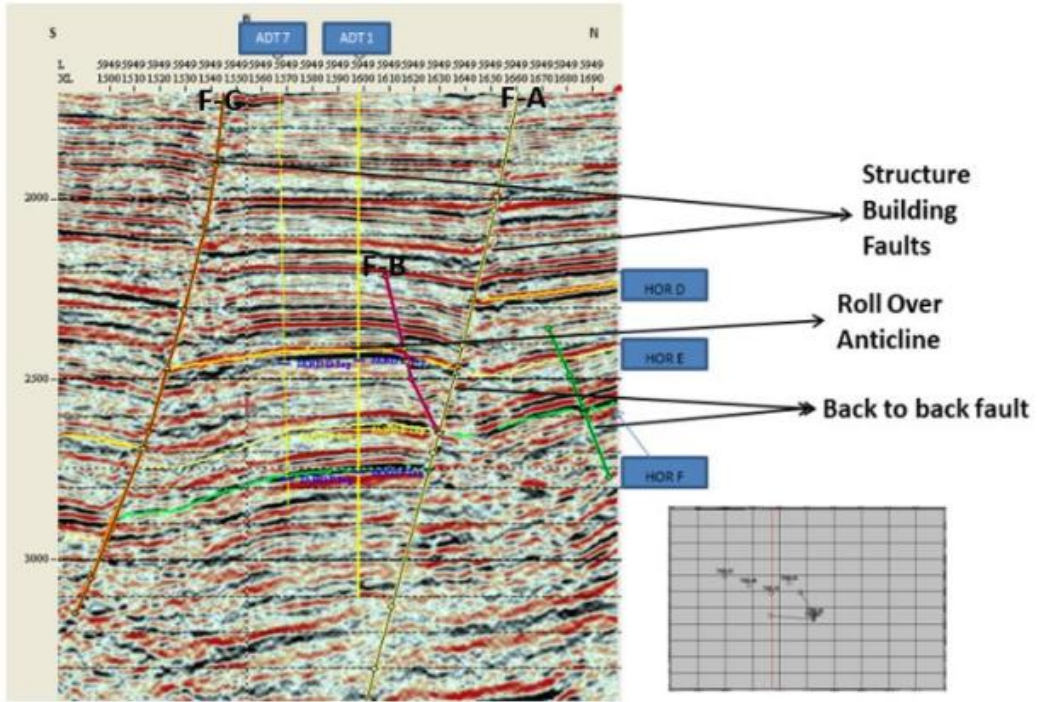 S
N
ADT 7
ADT 1
5949 5949 5949 5949 5949 5949 5949 5949 5949 5949 5949 5949 5949 5949 5949 5949 5949 5949 5949 5949
1500 1510 1520 1530 1540 1550 1560 1570 1580 1590 1600 1610 1620 1630 1640 1650 1660 1670 1680 1690
F-C
F-A
2000
F-B
2500
3000
Structure
Building
Faults
HOR D
Roll Over
Anticline
HOR E
Back to back fault
HOR F